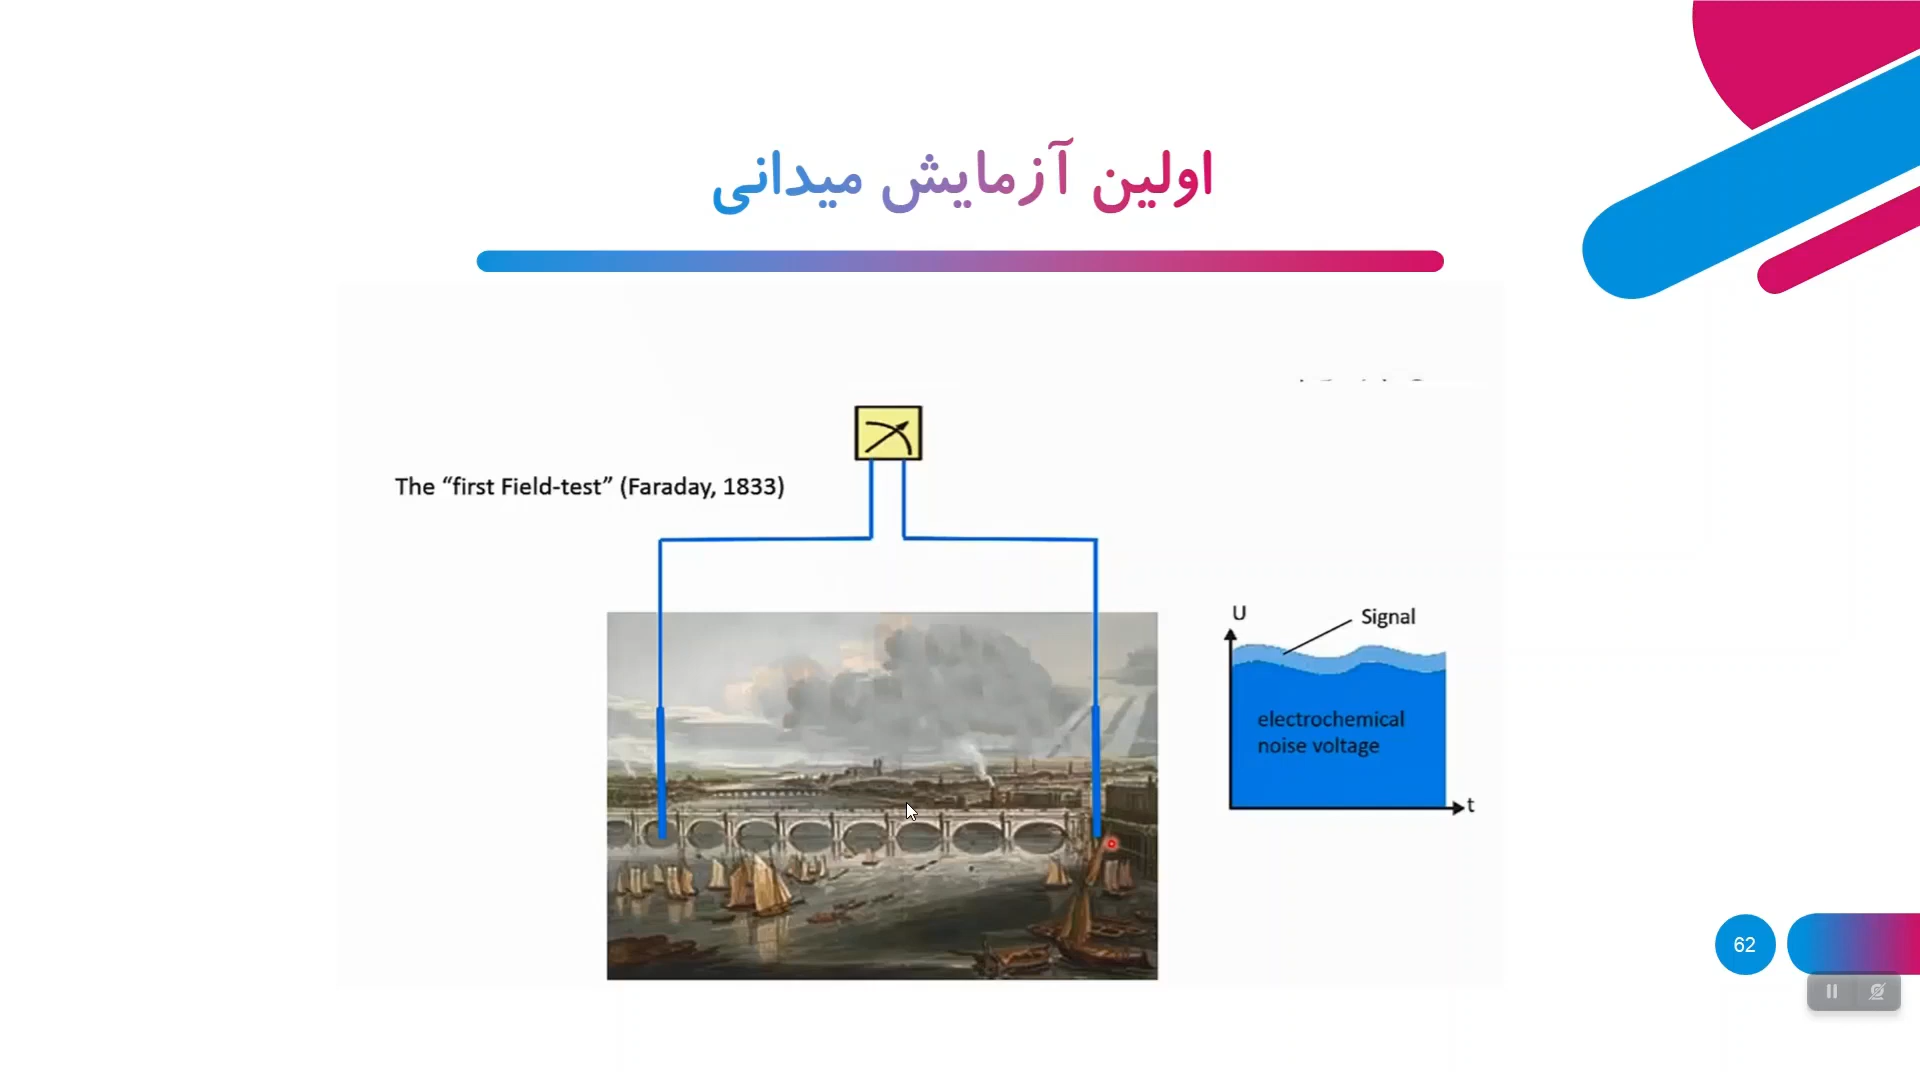 اولین آزمایش میدانی
The “first Field-test” (Faraday, 1833)
U
Signal
electrochemical
noise voltage
t
62